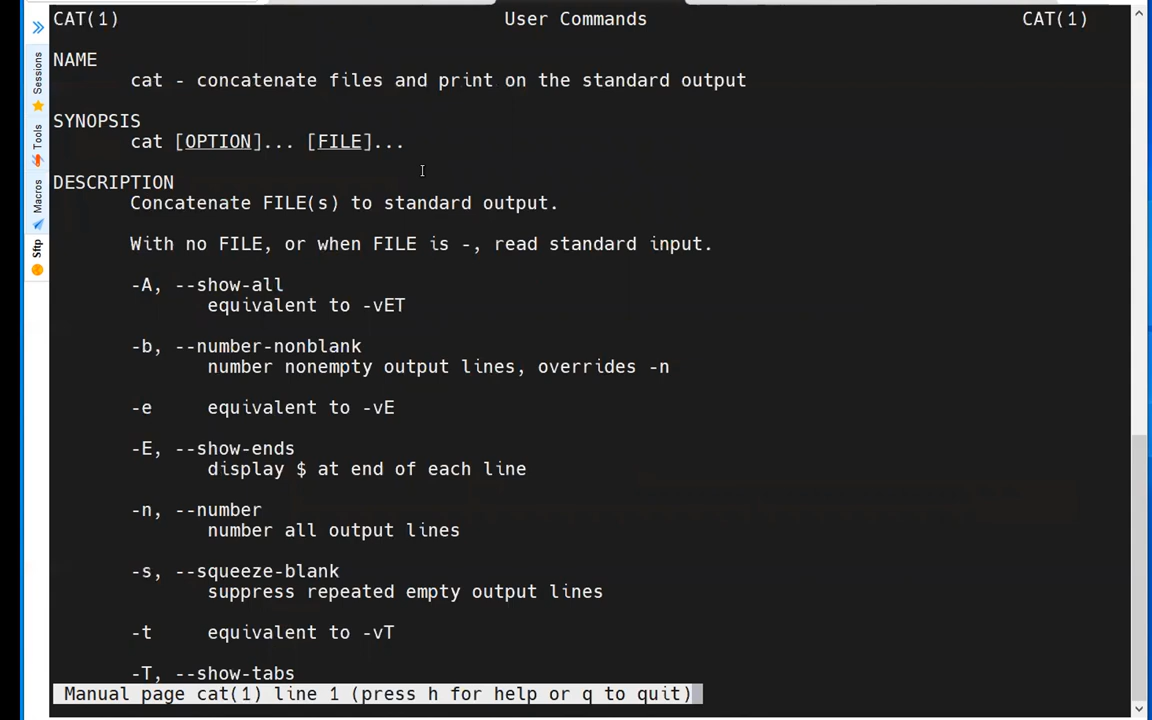 CAT(1) User Commands CAT(1)
NAME
cat - concatenate files and print on the standard output
SYNOPSIS
cat [OPTION]... [FILE]...
DESCRIPTION
Concatenate FILE(s) to standard output.
With no FILE, or when FILE is -, read standard input.
-A, --show-all
equivalent to -vET
-b, --number-nonblank
number nonempty output lines, overrides -n
-e equivalent to -vE
-E, --show-ends
display $ at end of each line
-n, --number
number all output lines
-s, --squeeze-blank
suppress repeated empty output lines
-t equivalent to -vT
-T, --show-tabs
Manual page cat(1) line 1 (press h for help or q to quit)
Sessions
Tools
Macros
Sftp